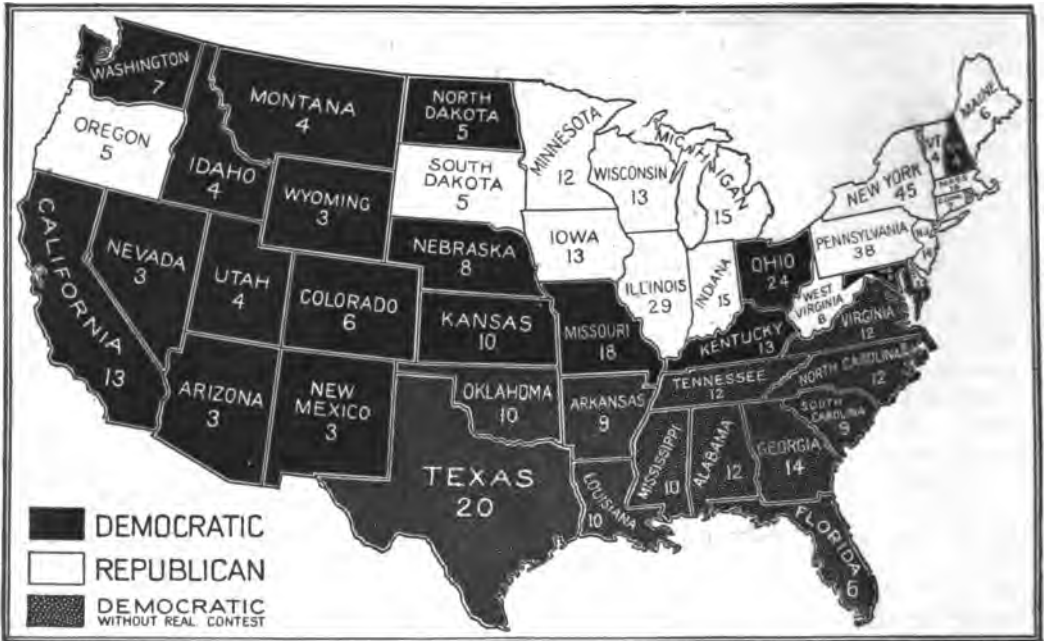 WASHINGTON
7
MONTANA
4
NORTH
DAKOTA
5
MINNESOTA
12
MICHIGAN
15
MAINE
6
VT
4
OREGON
5
IDAHO
4
WYOMING
3
SOUTH
DAKOTA
5
WISCONSIN
13
NEW YORK
45
MASS
18
CALIFORNIA
13
NEVADA
3
UTAH
4
COLORADO
6
NEBRASKA
8
IOWA
13
ILLINOIS
29
INDIANA
15
OHIO
24
PENNSYLVANIA
38
N.J.
14
KANSAS
10
MISSOURI
18
KENTUCKY
13
WEST
VIRGINIA
8
VIRGINIA
12
ARIZONA
3
NEW
MEXICO
3
OKLAHOMA
10
ARKANSAS
9
TENNESSEE
12
NORTH CAROLINA
12
SOUTH
CAROLINA
9
TEXAS
20
LOUISIANA
10
MISSISSIPPI
10
ALABAMA
12
GEORGIA
14
FLORIDA
6
DEMOCRATIC
REPUBLICAN
DEMOCRATIC
WITHOUT REAL CONTEST